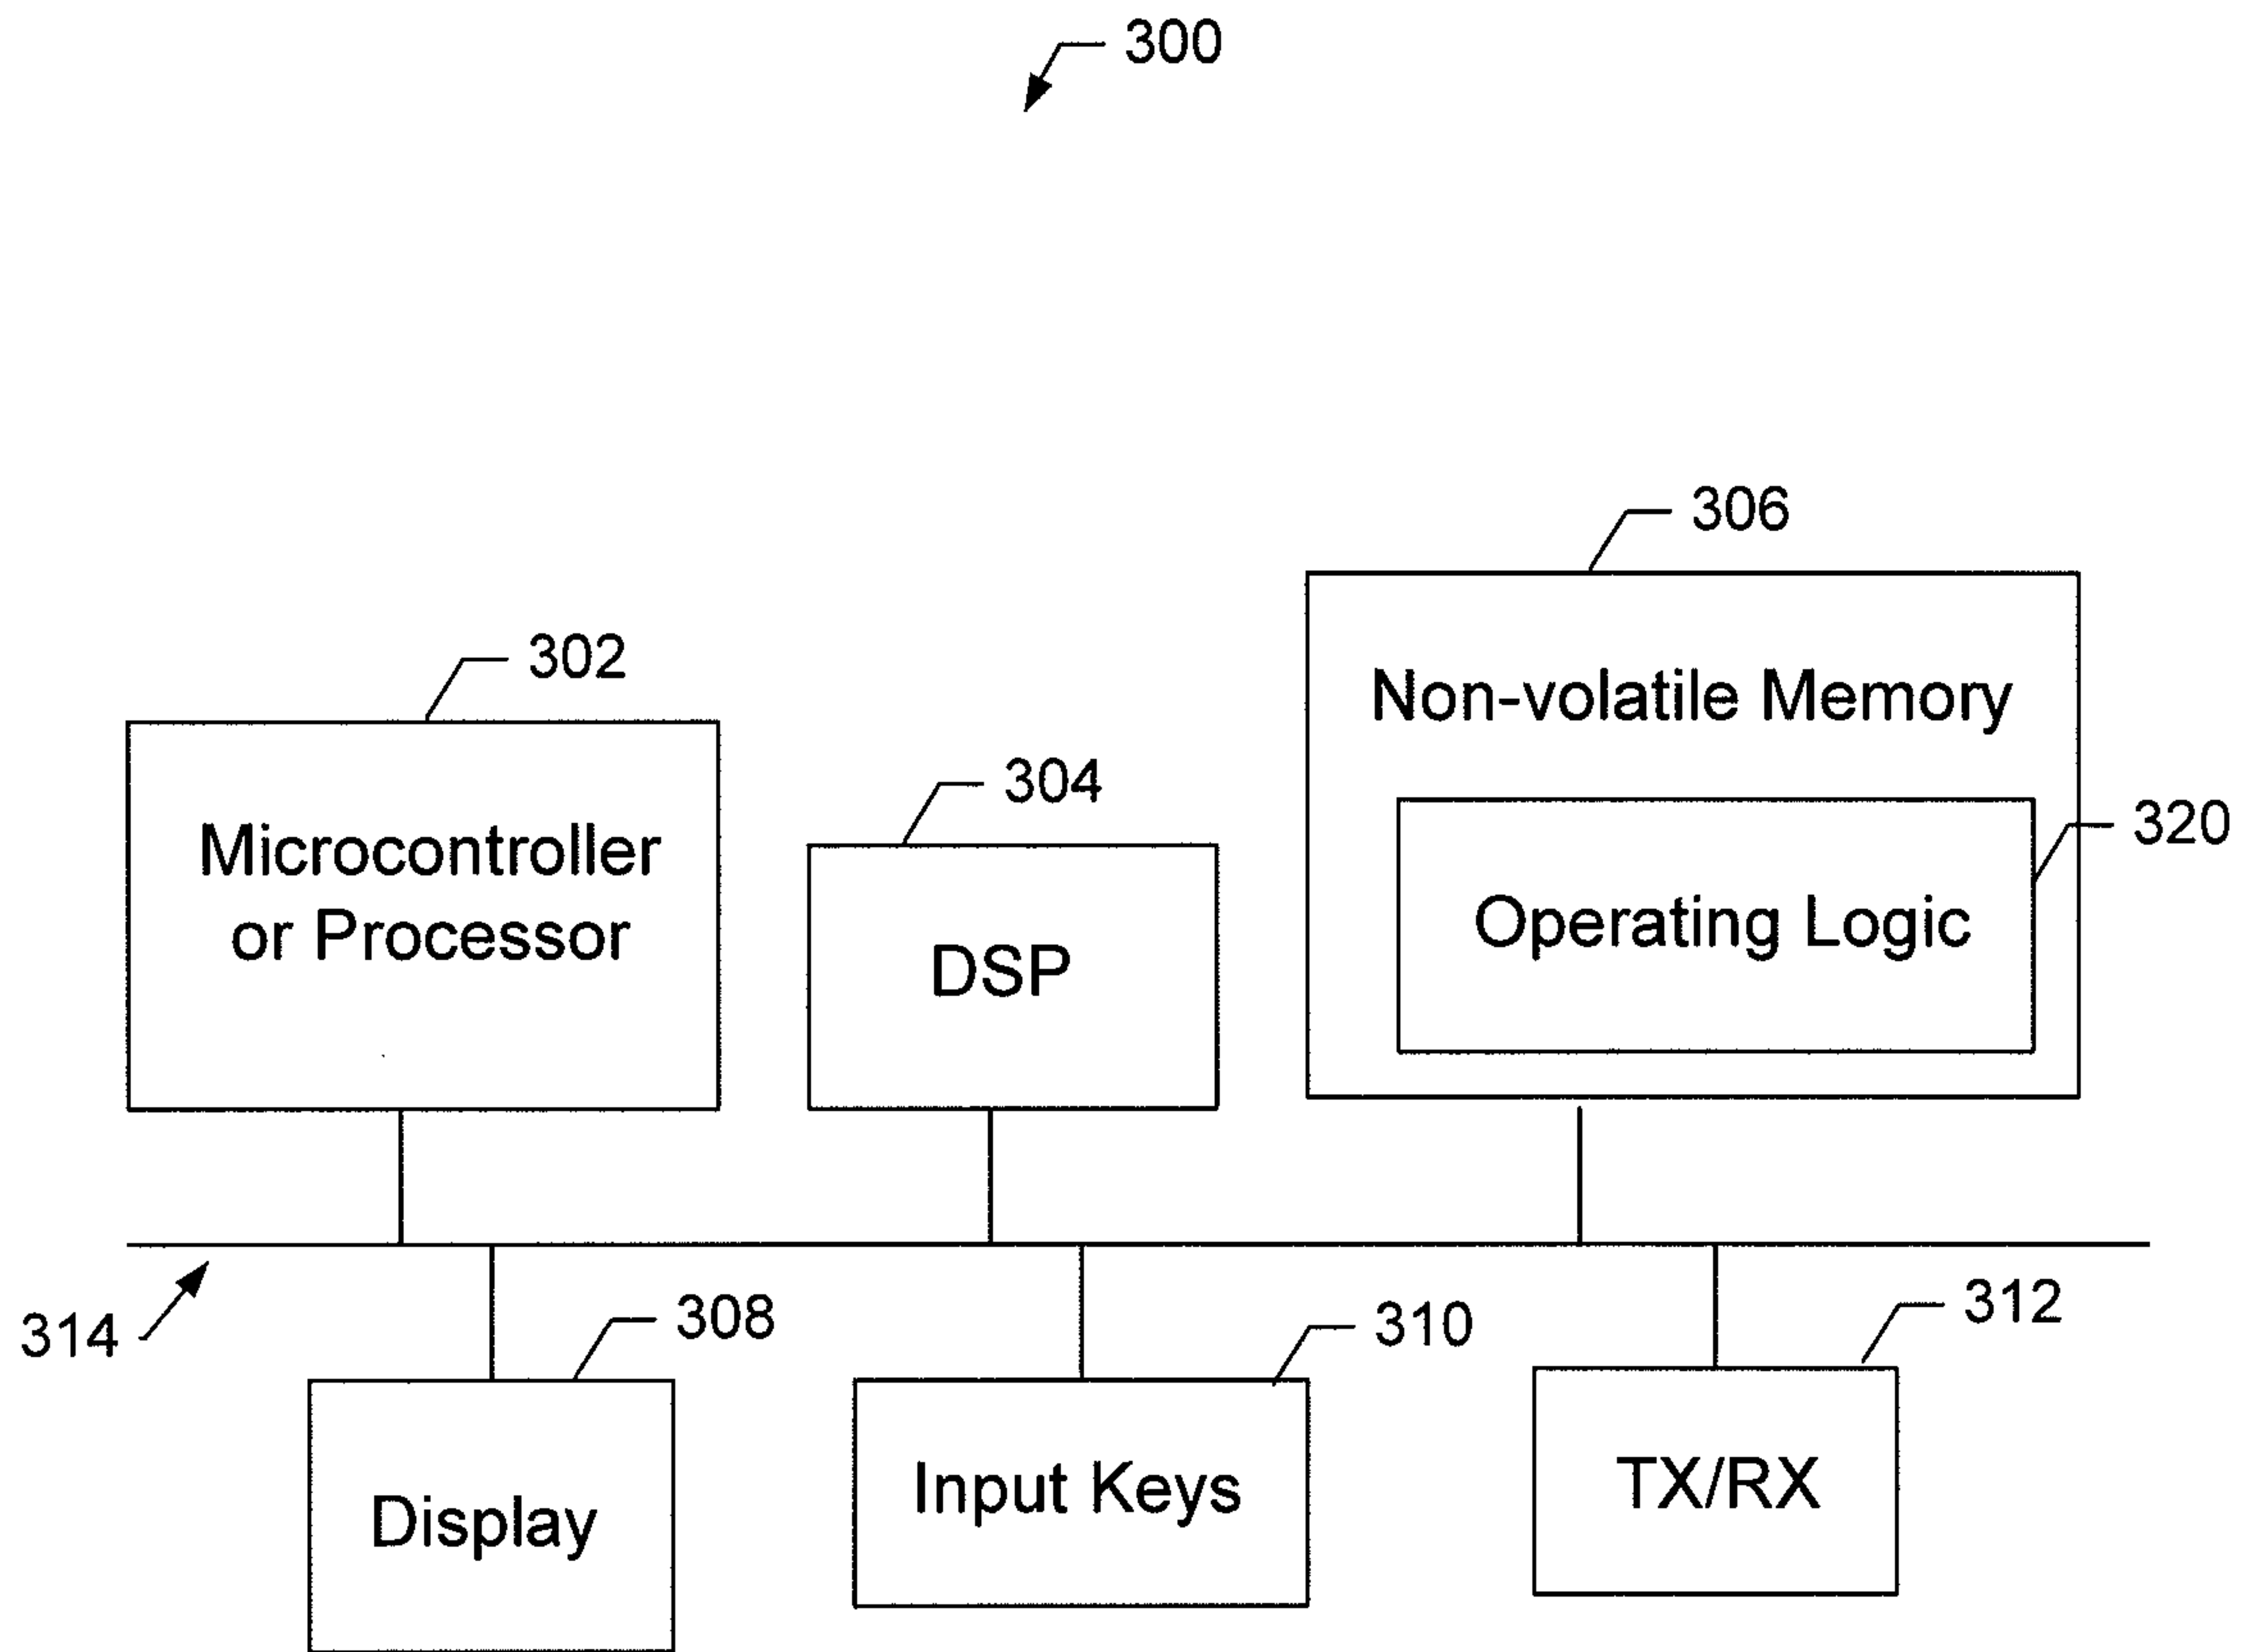 300
306
302
Non-volatile Memory
304
320
Microcontroller
or Processor
DSP
Operating Logic
314
308
310
312
Display
Input Keys
TX/RX